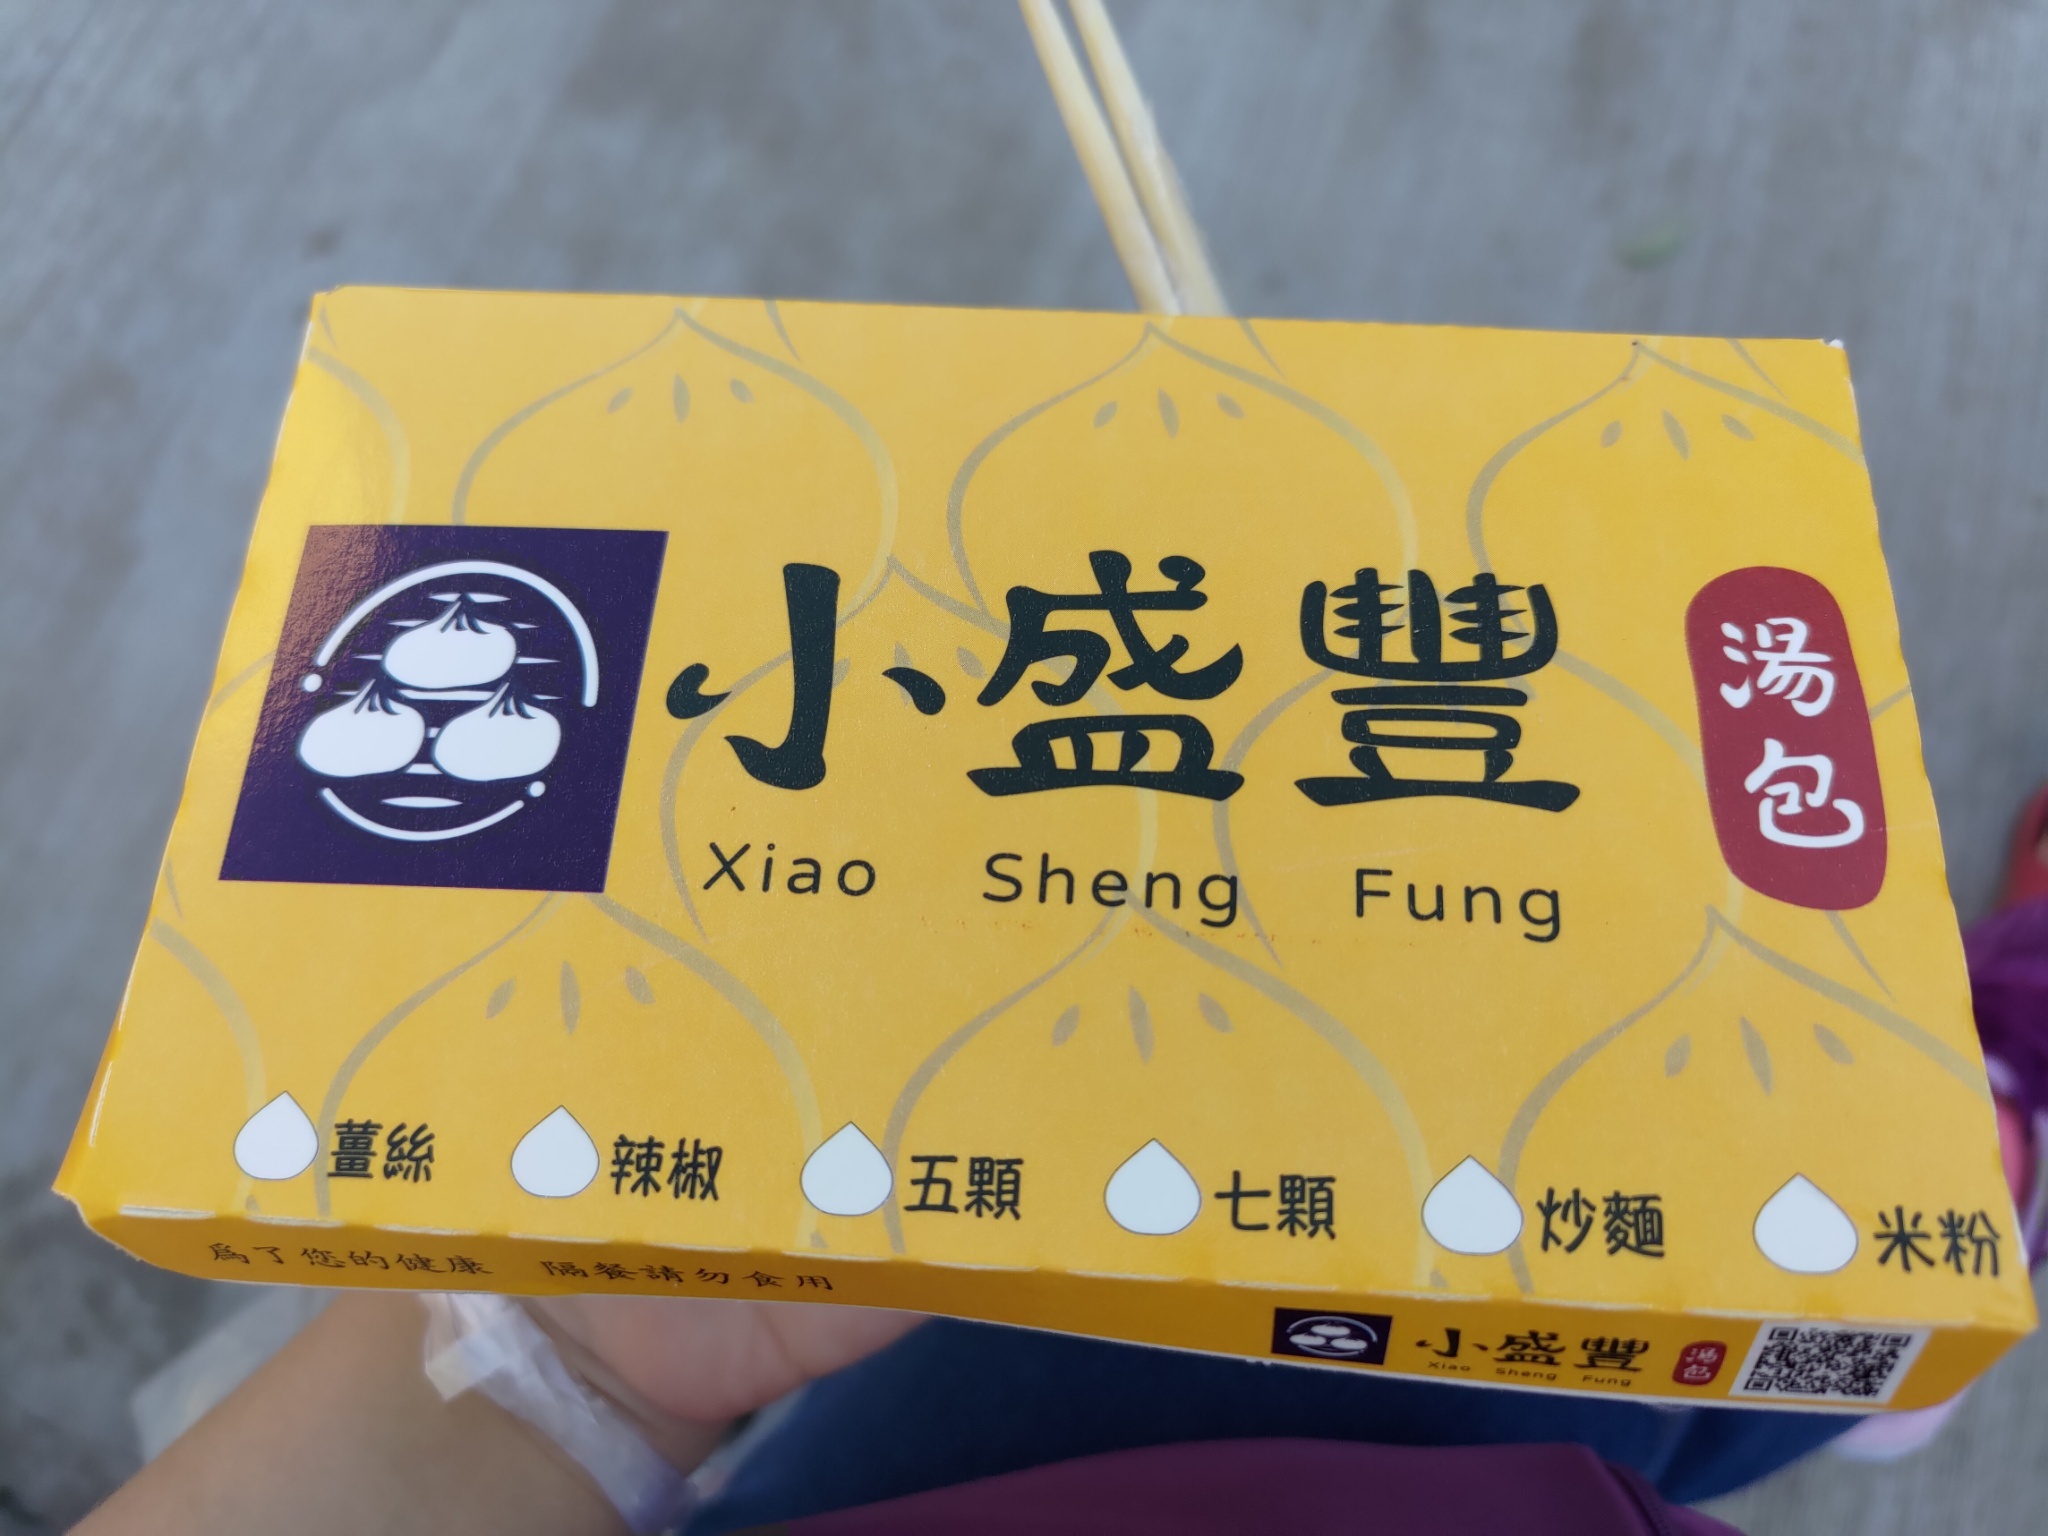 小盛豐
湯包
Xiao Sheng Fung
薑絲 辣椒 五顆 七顆 炒麵 米粉
爲了您的健康 隔餐請勿食用
小盛豐
湯包
Xiao Sheng Fung